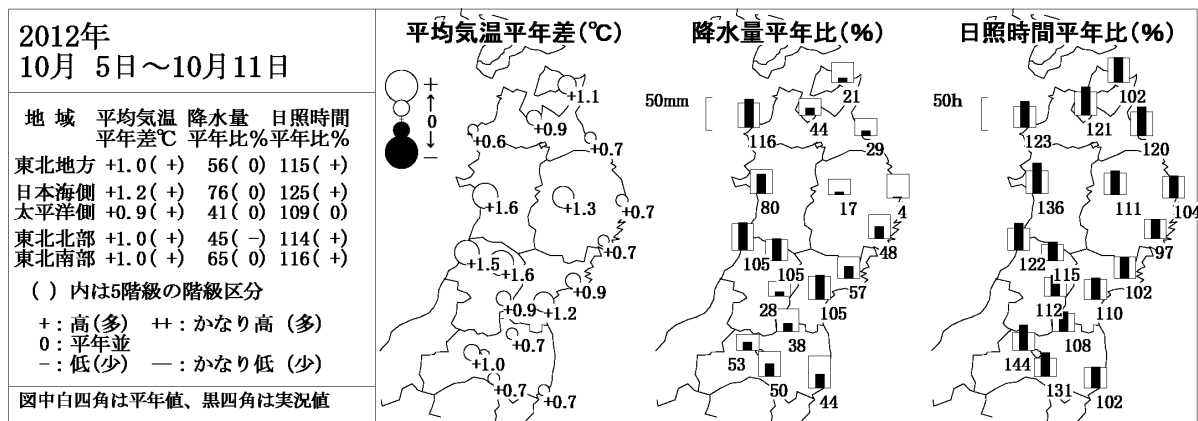 2012年
10月 5日～10月11日
地 域 平均気温 降水量 日照時間
平年差℃ 平年比% 平年比%
東北地方 +1.0( +) 56( 0) 115( +)
日本海側 +1.2( +) 76( 0) 125( +)
太平洋側 +0.9( +) 41( 0) 109( 0)
東北北部 +1.0( +) 45( -) 114( +)
東北南部 +1.0( +) 65( 0) 116( +)
( ) 内は5階級の階級区分
+：高(多) ++：かなり高 (多)
0：平年並
-：低(少) —：かなり低 (少)
図中白四角は平年値、黒四角は実況値
平均気温平年差(℃)
+
↑
0
↓
-
+1.1
+0.9
+0.6
+0.7
+1.6
+1.3
+0.7
+0.7
+1.5
+1.6
+0.9
+0.9
+1.2
+0.7
+1.0
+0.7
+0.7
降水量平年比(%)
50mm
21
44
116
29
17
80
4
48
105
105
57
28
105
38
53
50
44
日照時間平年比(%)
50h
102
121
123
120
136
111
104
97
122
115
102
112
110
108
144
131
102